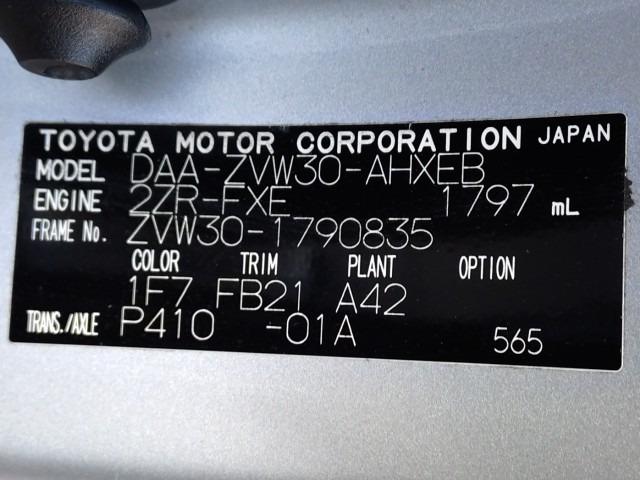 TOYOTA MOTOR CORPORATION JAPAN
MODEL DAA-ZVW30-AHXEB
ENGINE 2ZR-FXE 1797 mL
FRAME No. ZVW30-1790835
COLOR TRIM PLANT OPTION
1F7 FB21 A42
TRANS./AXLE P410 -01A 565